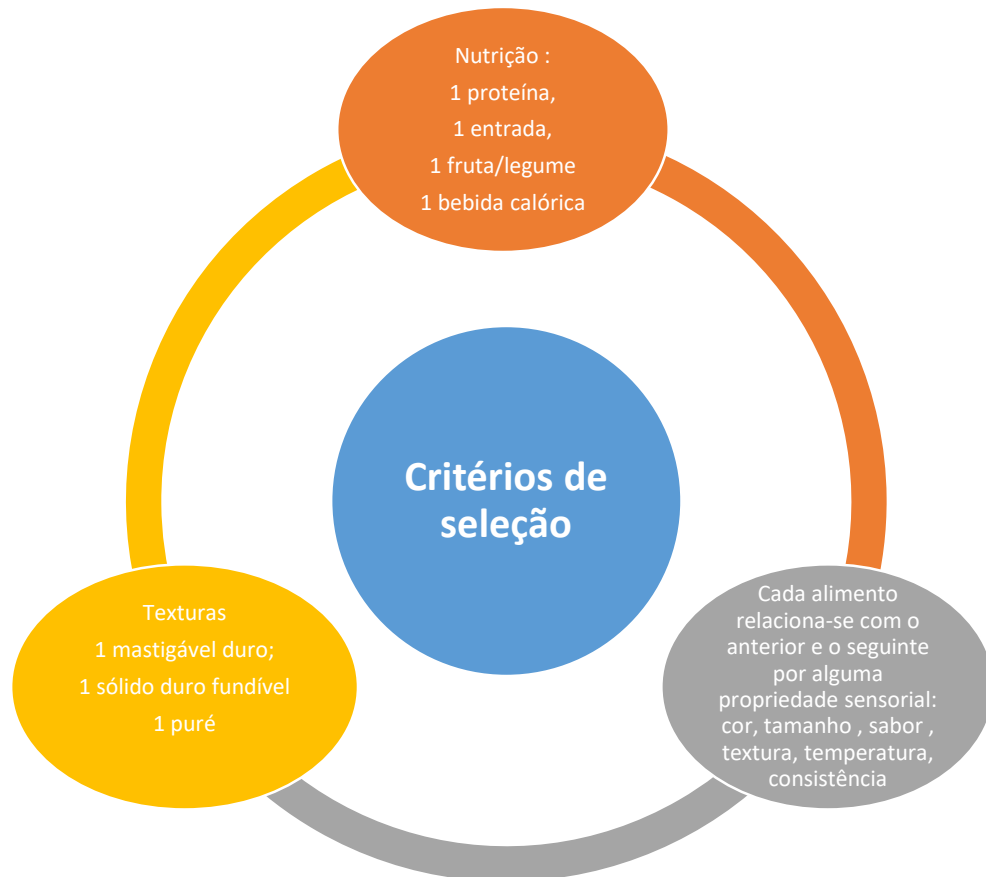 Nutrição :
1 proteína,
1 entrada,
1 fruta/legume
1 bebida calórica
Critérios de
seleção
Texturas
1 mastigável duro;
1 sólido duro fundível
1 puré
Cada alimento
relaciona-se com o
anterior e o seguinte
por alguma
propriedade sensorial:
cor, tamanho , sabor ,
textura, temperatura,
consistência